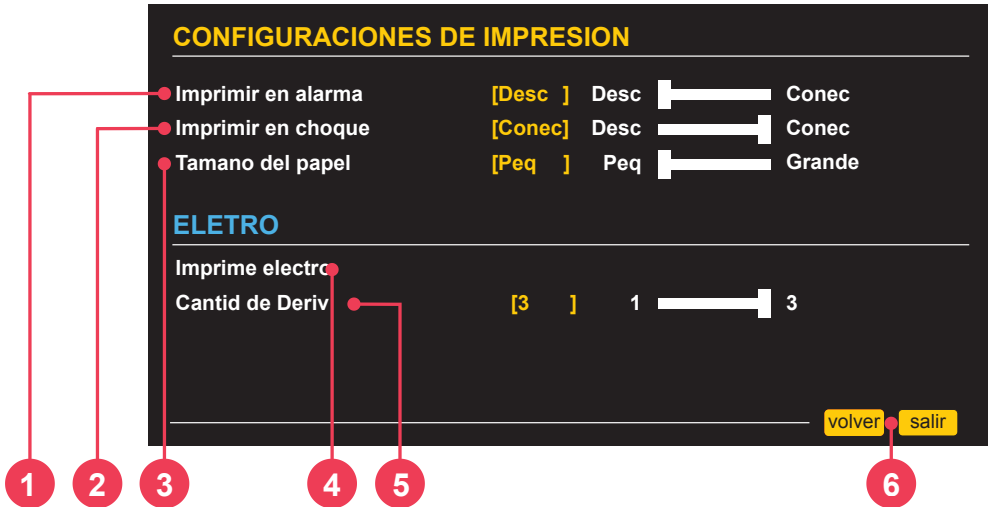 CONFIGURACIONES DE IMPRESION
Imprimir en alarma [Desc ] Desc Conec
Imprimir en choque [Conec] Desc Conec
Tamano del papel [Peq ] Peq Grande
ELETRO
Imprime electro
Cantid de Deriv [3 ] 1 3
volver salir
1 2 3 4 5 6